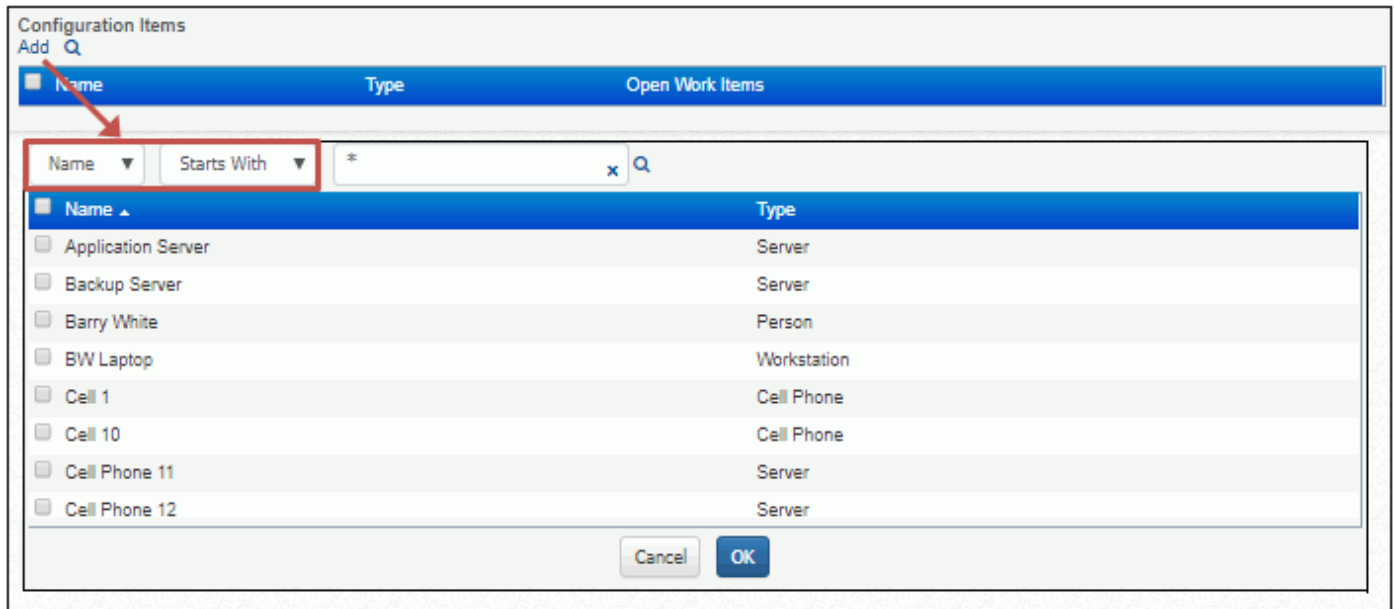 Configuration Items
Add
Name Type Open Work Items
Name ▼ Starts With ▼ * x
Name ▲ Type
Application Server Server
Backup Server Server
Barry White Person
BW Laptop Workstation
Cell 1 Cell Phone
Cell 10 Cell Phone
Cell Phone 11 Server
Cell Phone 12 Server
Cancel OK